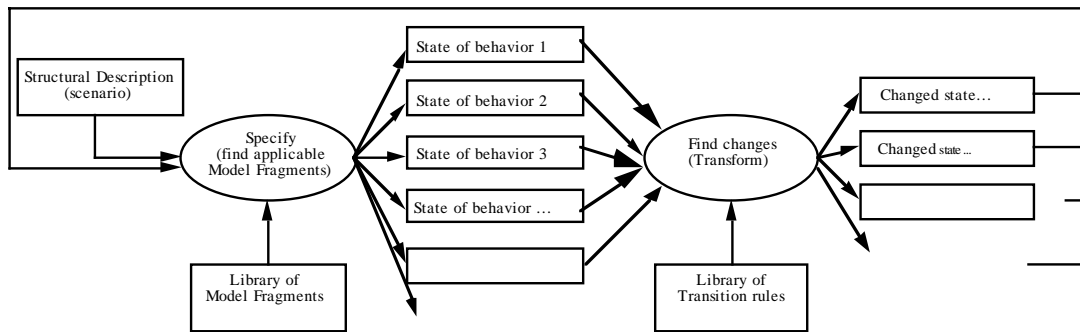 Structural Description
(scenario)
Specify
(find applicable
Model Fragments)
Library of
Model Fragments
State of behavior 1
State of behavior 2
State of behavior 3
State of behavior …
Find changes
(Transform)
Library of
Transition rules
Changed state…
Changed state…